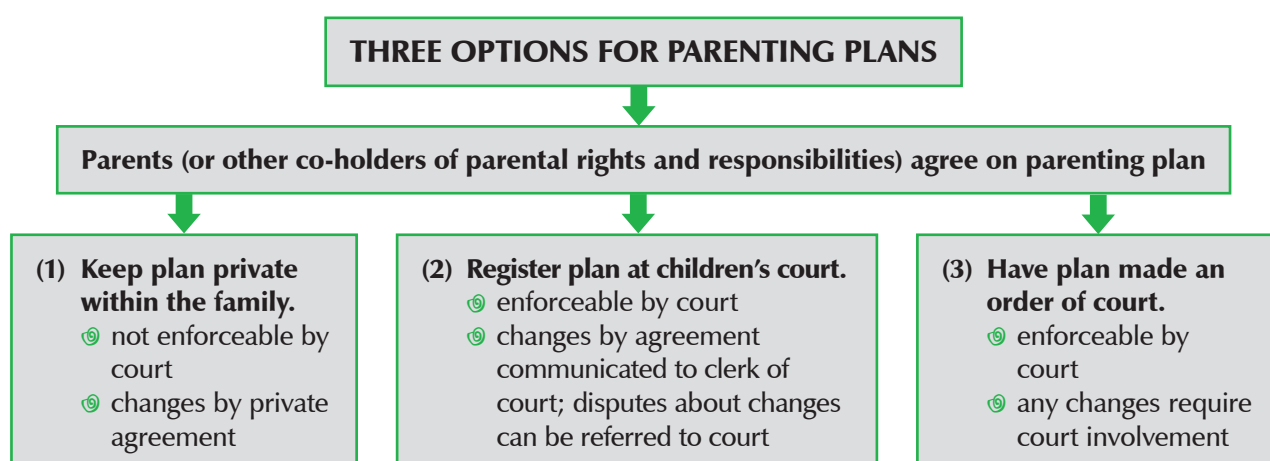 THREE OPTIONS FOR PARENTING PLANS
Parents (or other co-holders of parental rights and responsibilities) agree on parenting plan
(1) Keep plan private
within the family.
not enforceable by
court
changes by private
agreement
(2) Register plan at children’s court.
enforceable by court
changes by agreement
communicated to clerk of
court; disputes about changes
can be referred to court
(3) Have plan made an
order of court.
enforceable by
court
any changes require
court involvement